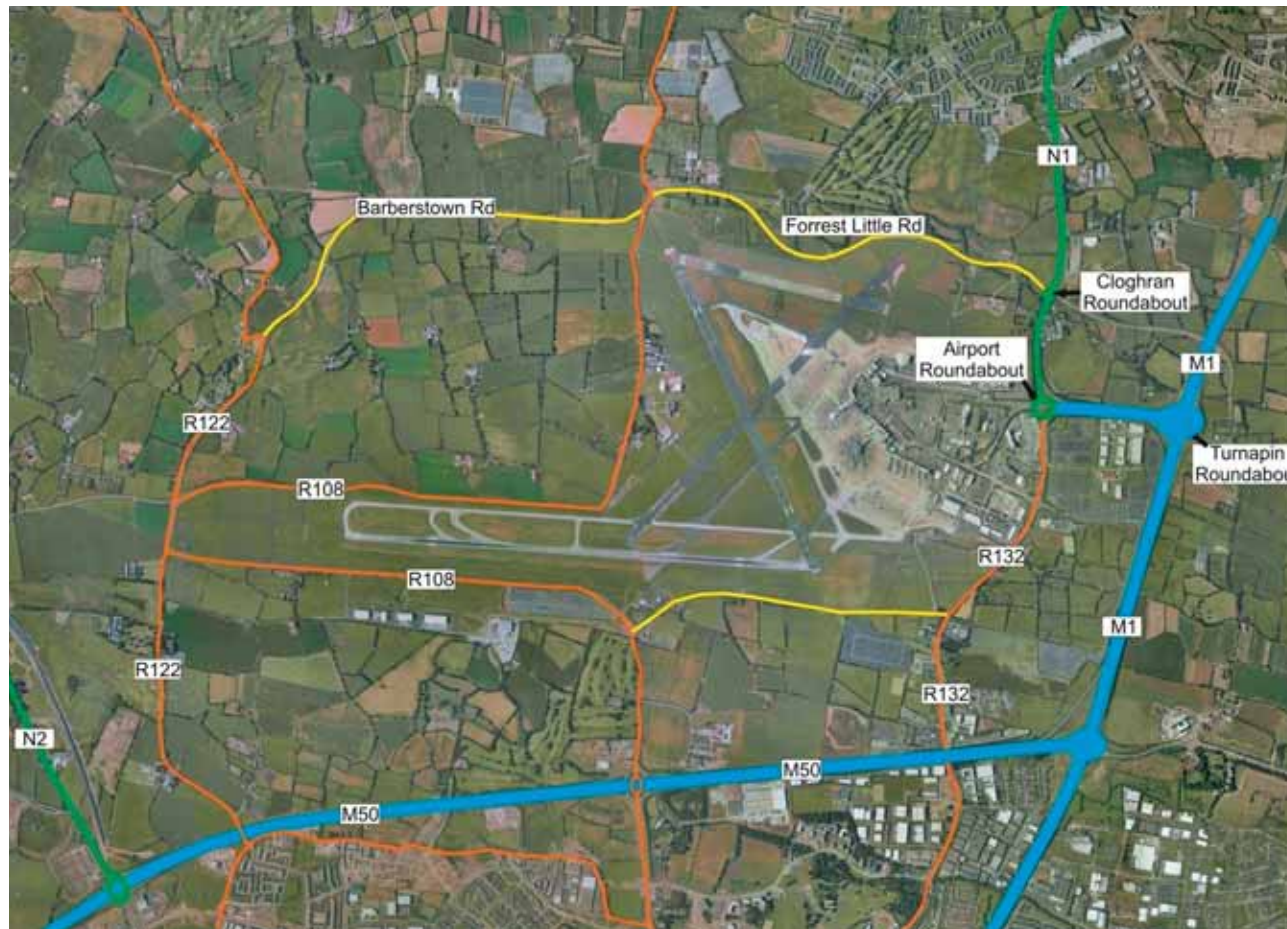 N1
Barberstown Rd
Forrest Little Rd
Cloghran
Roundabout
Airport
Roundabout
M1
R122
Turnapin
Roundabou
R108
R132
R108
M1
R122
R132
N2
M50
M50